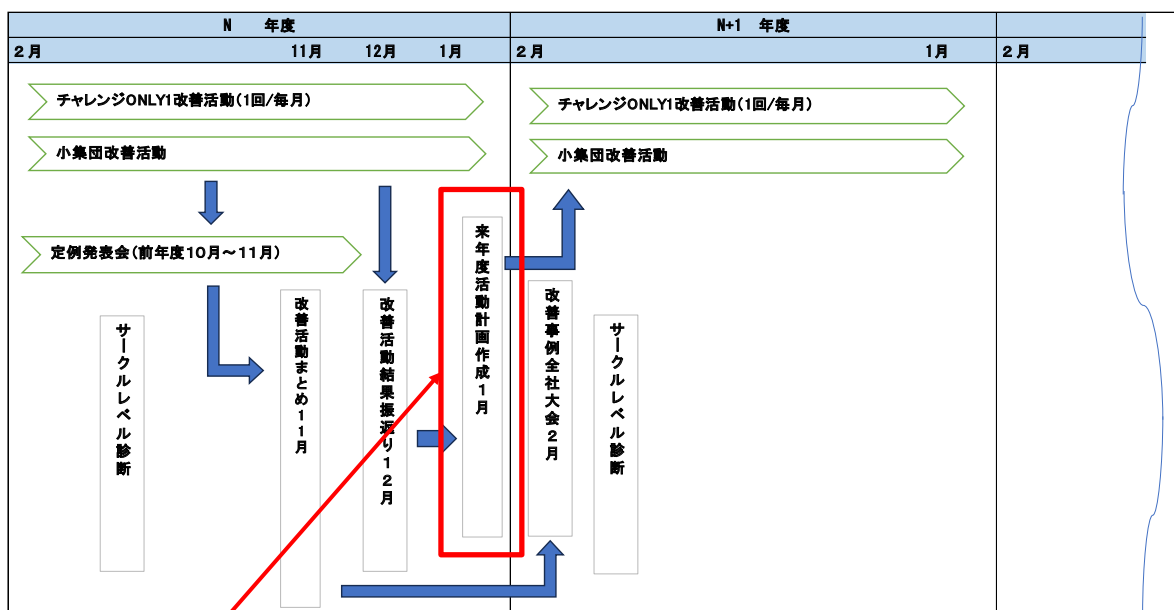 N 年度
N+1 年度
2月
11月
12月
1月
2月
1月
2月
チャレンジONLY1改善活動(1回/毎月)
チャレンジONLY1改善活動(1回/毎月)
小集団改善活動
小集団改善活動
定例発表会(前年度10月～11月)
サークルレベル診断
改善活動まとめ11月
改善活動結果振返り12月
来年度活動計画作成1月
改善事例全社大会2月
サークルレベル診断